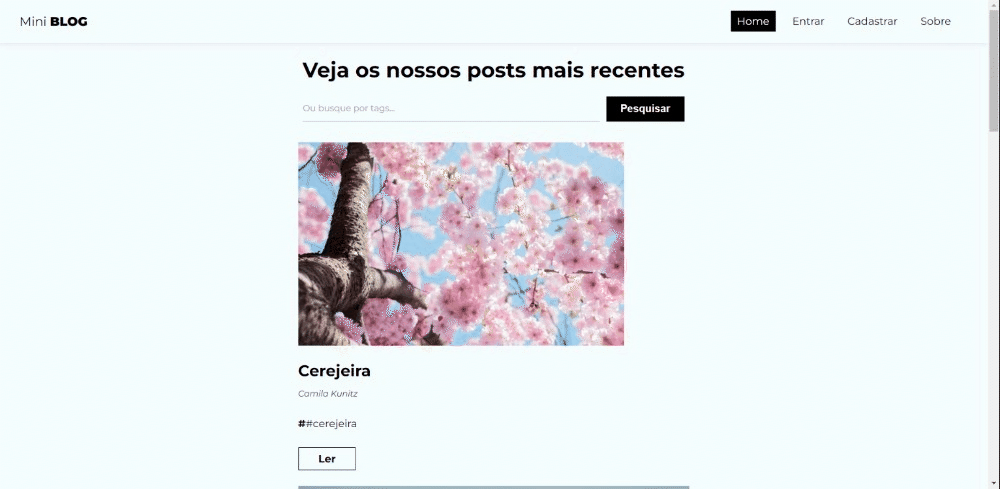 Mini BLOG
Home Entrar Cadastrar Sobre
Veja os nossos posts mais recentes
Ou busque por tags...
Pesquisar
Cerejeira
Camila Kunitz
##cerejeira
Ler